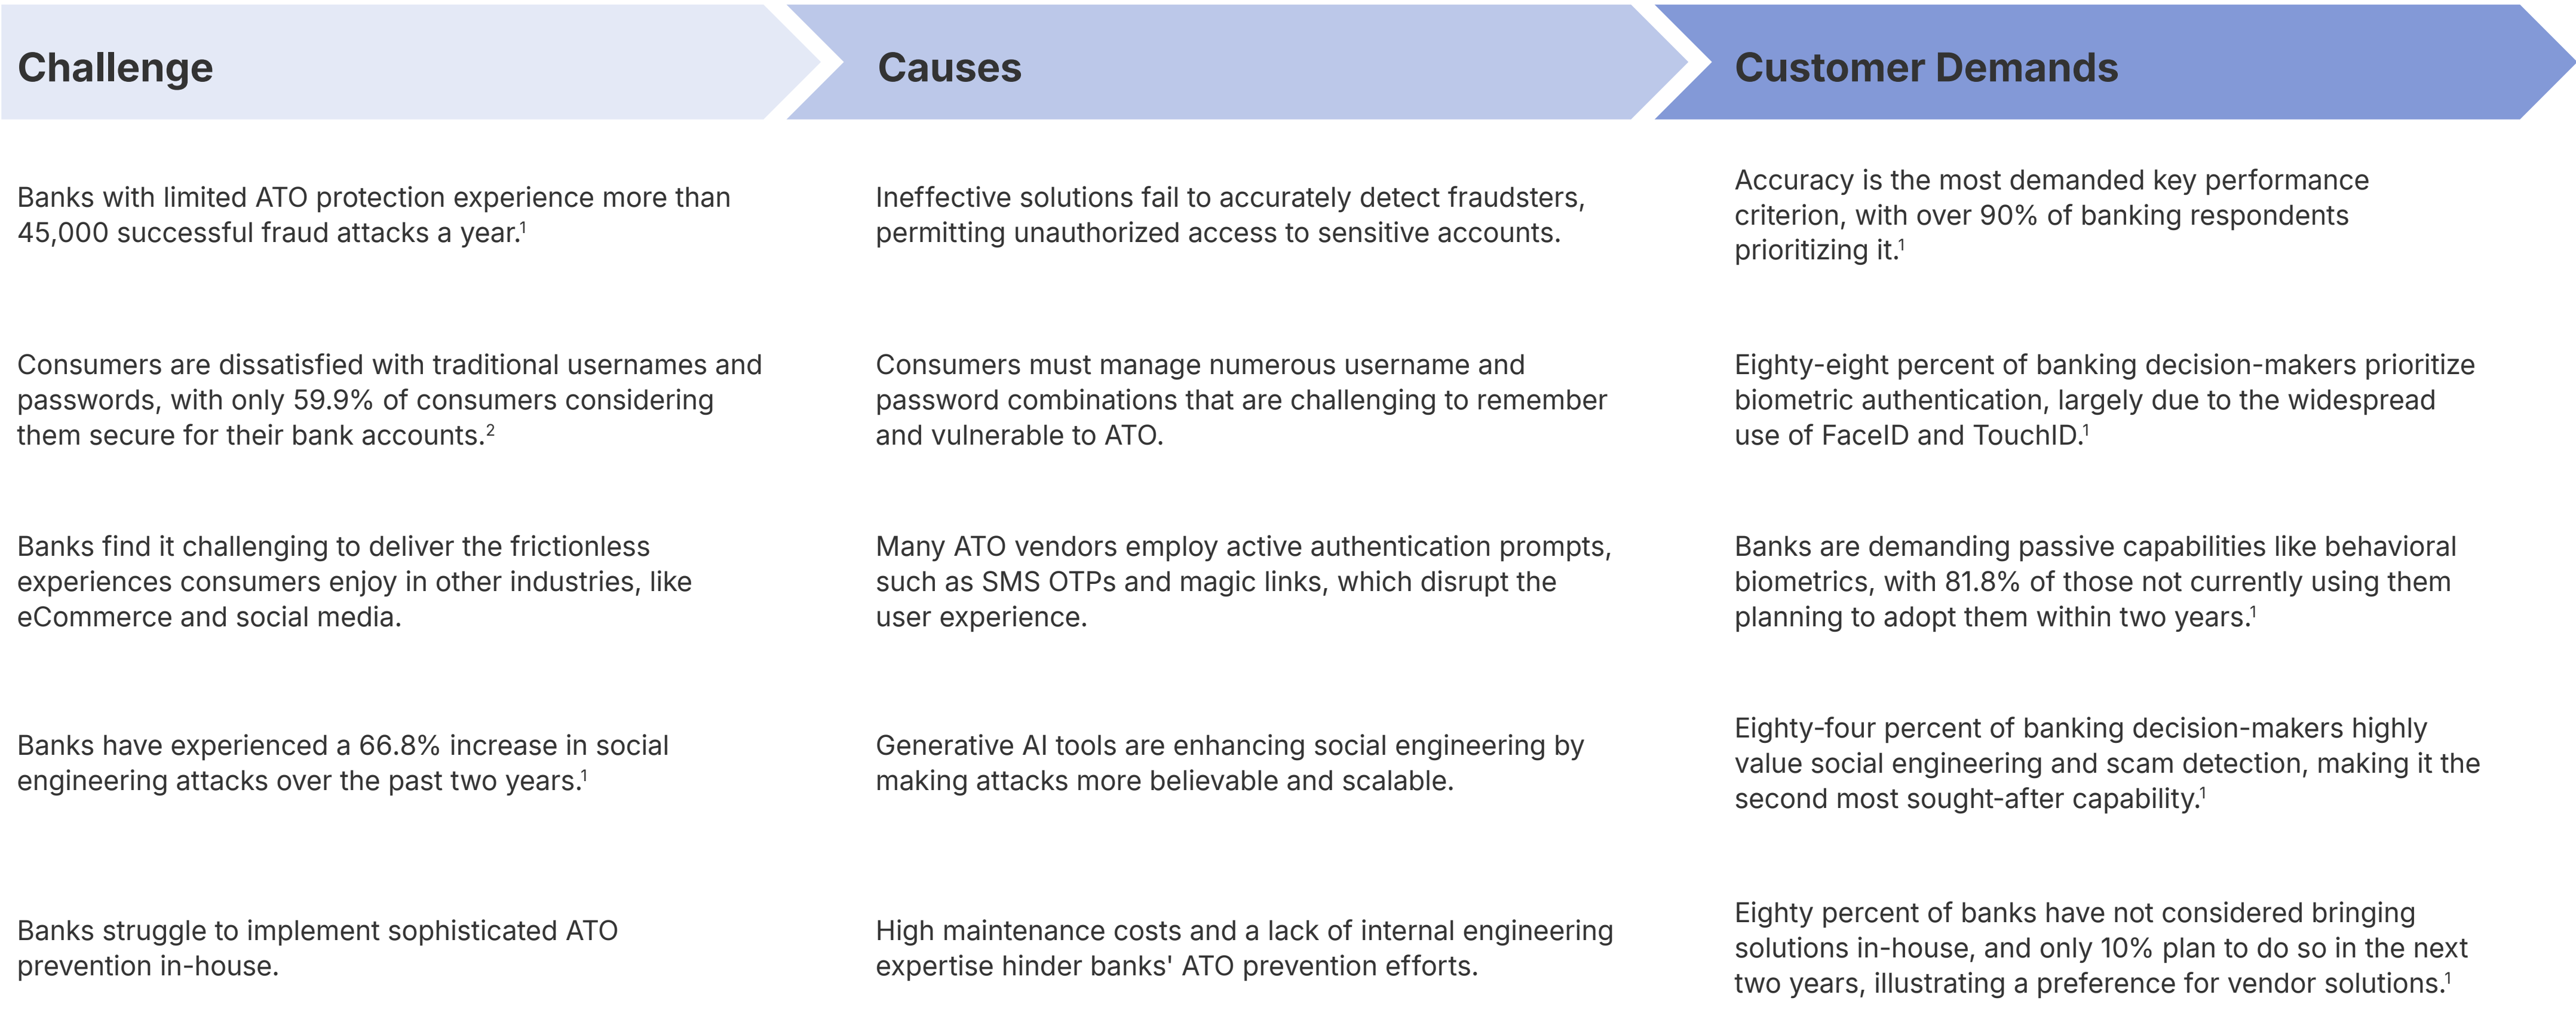 Challenge
Causes
Customer Demands
Banks with limited ATO protection experience more than
45,000 successful fraud attacks a year.¹
Ineffective solutions fail to accurately detect fraudsters,
permitting unauthorized access to sensitive accounts.
Accuracy is the most demanded key performance
criterion, with over 90% of banking respondents
prioritizing it.¹
Consumers are dissatisfied with traditional usernames and
passwords, with only 59.9% of consumers considering
them secure for their bank accounts.²
Consumers must manage numerous username and
password combinations that are challenging to remember
and vulnerable to ATO.
Eighty-eight percent of banking decision-makers prioritize
biometric authentication, largely due to the widespread
use of FaceID and TouchID.¹
Banks find it challenging to deliver the frictionless
experiences consumers enjoy in other industries, like
eCommerce and social media.
Many ATO vendors employ active authentication prompts,
such as SMS OTPs and magic links, which disrupt the
user experience.
Banks are demanding passive capabilities like behavioral
biometrics, with 81.8% of those not currently using them
planning to adopt them within two years.¹
Banks have experienced a 66.8% increase in social
engineering attacks over the past two years.¹
Generative AI tools are enhancing social engineering by
making attacks more believable and scalable.
Eighty-four percent of banking decision-makers highly
value social engineering and scam detection, making it the
second most sought-after capability.¹
Banks struggle to implement sophisticated ATO
prevention in-house.
High maintenance costs and a lack of internal engineering
expertise hinder banks' ATO prevention efforts.
Eighty percent of banks have not considered bringing
solutions in-house, and only 10% plan to do so in the next
two years, illustrating a preference for vendor solutions.¹